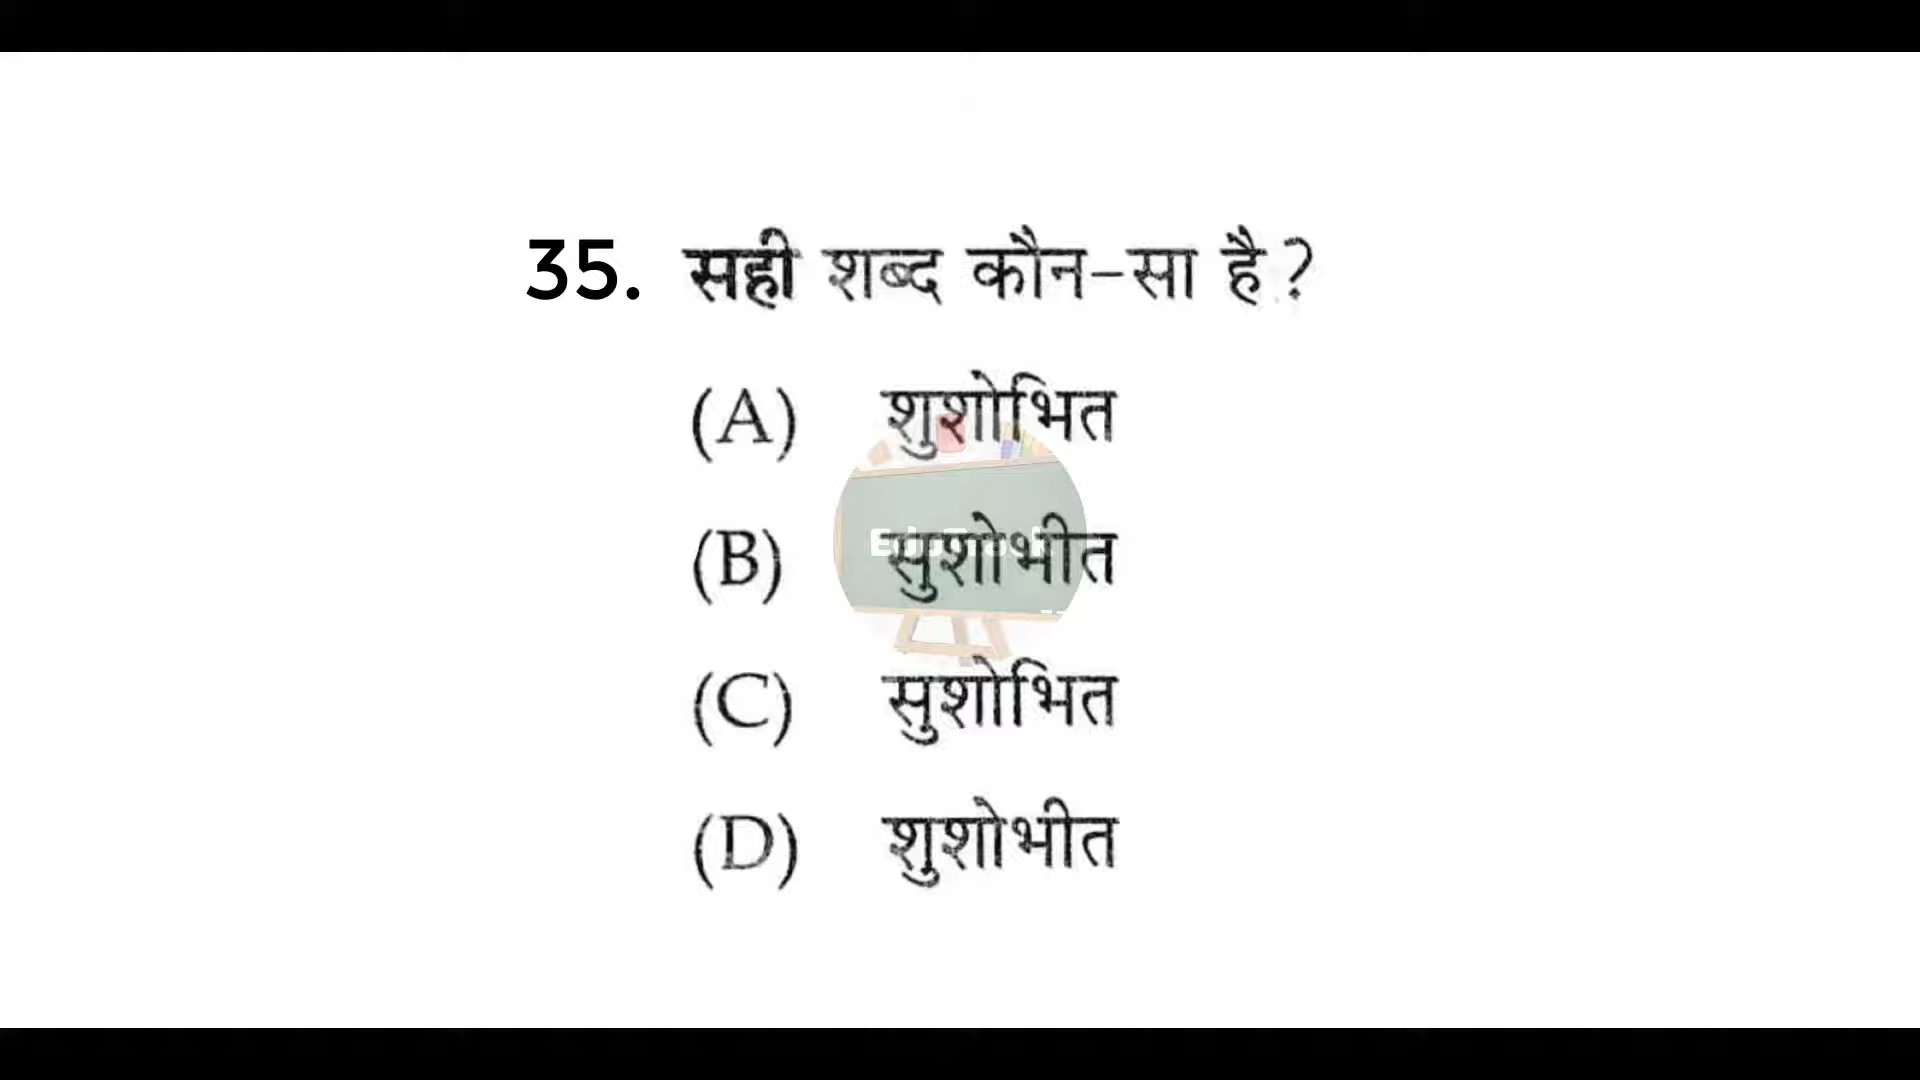 35. सही शब्द कौन-सा है ?
(A) शुशोभित
(B) सुशोभीत
(C) सुशोभित
(D) शुशोभीत